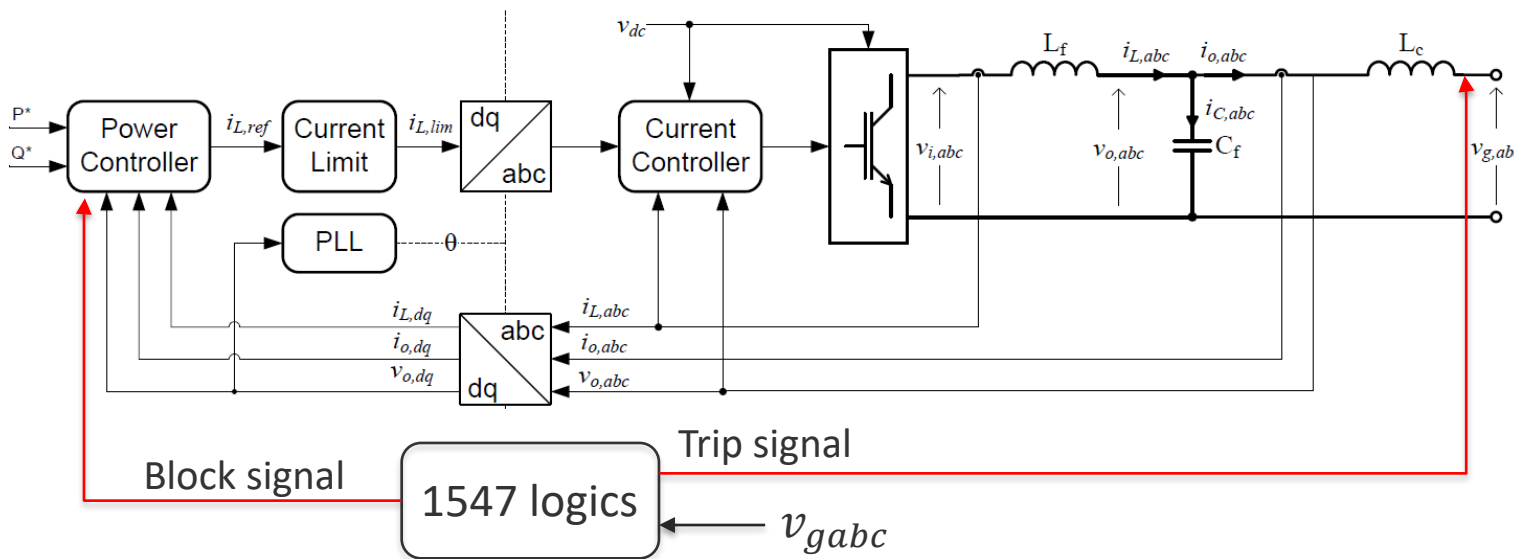 v_dc
L_f
i_L,abc
i_o,abc
L_c
P*
Q*
Power
Controller
i_L,ref
Current
Limit
i_L,lim
dq
abc
Current
Controller
v_i,abc
v_o,abc
i_C,abc
C_f
v_g,ab
PLL
θ
i_L,dq
i_o,dq
v_o,dq
abc
dq
i_L,abc
i_o,abc
v_o,abc
Block signal
1547 logics
Trip signal
v_gabc